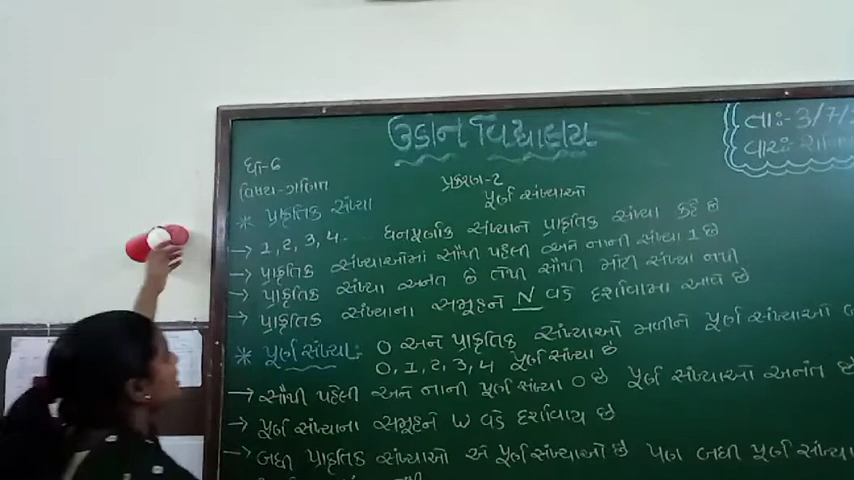 ઉડાન વિદ્યાલય
તાઃ- 3/7/
વારઃ-
ધો-6
વિષય-ગણિત
પ્રકરણ-2
પૂર્ણ સંખ્યાઓ
* પ્રાકૃતિક સંખ્યા
→ 1, 2, 3, 4.. ધનપૂર્ણાંક સંખ્યાને પ્રાકૃતિક સંખ્યા કહે છે
→ પ્રાકૃતિક સંખ્યાઓમાં સૌથી પહેલી અને નાની સંખ્યા 1 છે
→ પ્રાકૃતિક સંખ્યા અનંત છે તેથી સૌથી મોટી સંખ્યા નથી
→ પ્રાકૃતિક સંખ્યાના સમૂહને N વડે દર્શાવામા આવે છે
* પૂર્ણ સંખ્યાઃ 0 અને પ્રાકૃતિક સંખ્યાઓ મળીને પૂર્ણ સંખ્યાઓ
0, 1, 2, 3, 4 પૂર્ણ સંખ્યા છે
→ સૌથી પહેલી અને નાની પૂર્ણ સંખ્યા 0 છે પૂર્ણ સંખ્યાઓ અનંત છે
→ પૂર્ણ સંખ્યાના સમૂહને W વડે દર્શાવાય છે
→ બધી પ્રાકૃતિક સંખ્યાઓ એ પૂર્ણ સંખ્યાઓ છે પણ બધી પૂર્ણ સંખ્યા